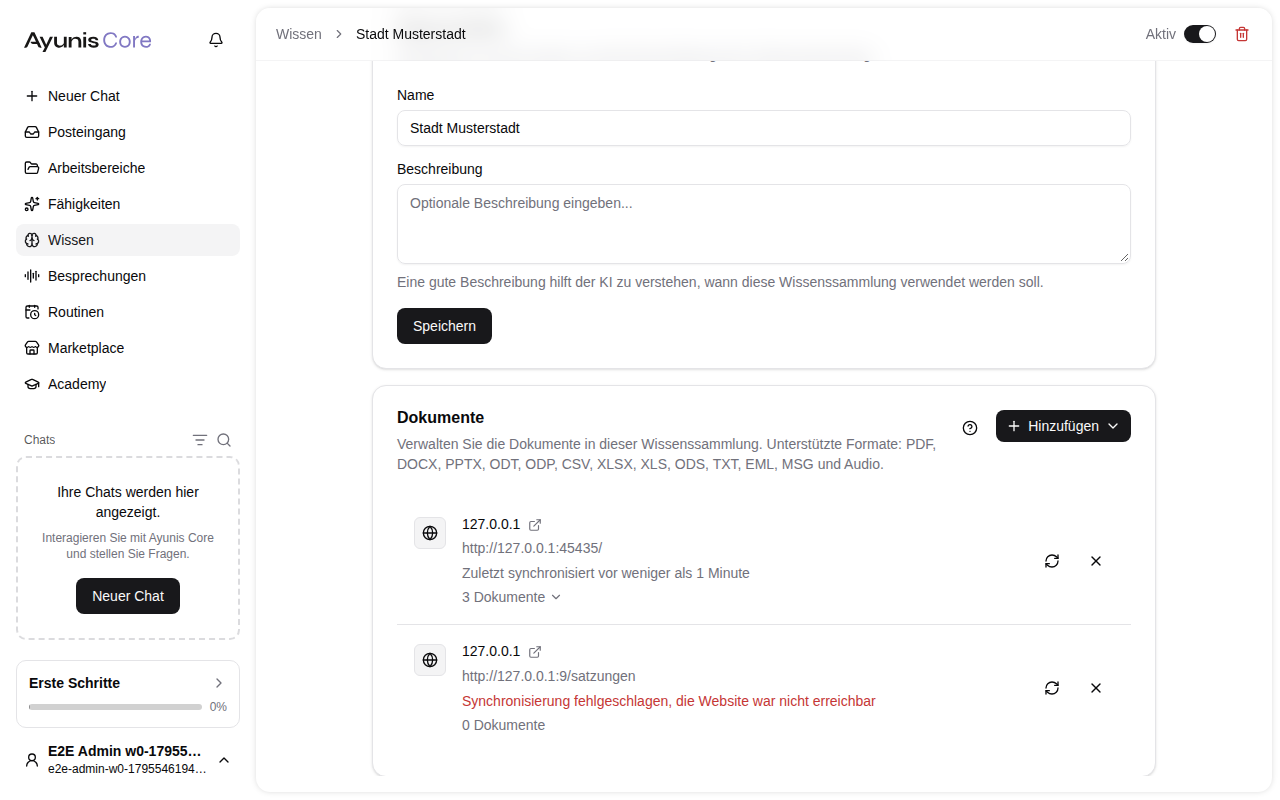 Ayunis Core
Wissen
Stadt Musterstadt
Aktiv
Neuer Chat
Posteingang
Arbeitsbereiche
Fähigkeiten
Wissen
Besprechungen
Routinen
Marketplace
Academy
Chats
Ihre Chats werden hier
angezeigt.
Interagieren Sie mit Ayunis Core
und stellen Sie Fragen.
Neuer Chat
Erste Schritte
0%
E2E Admin w0-17955…
e2e-admin-w0-1795546194…
Name
Stadt Musterstadt
Beschreibung
Optionale Beschreibung eingeben...
Eine gute Beschreibung hilft der KI zu verstehen, wann diese Wissenssammlung verwendet werden soll.
Speichern
Dokumente
Hinzufügen
Verwalten Sie die Dokumente in dieser Wissenssammlung. Unterstützte Formate: PDF,
DOCX, PPTX, ODT, ODP, CSV, XLSX, XLS, ODS, TXT, EML, MSG und Audio.
127.0.0.1
http://127.0.0.1:45435/
Zuletzt synchronisiert vor weniger als 1 Minute
3 Dokumente
127.0.0.1
http://127.0.0.1:9/satzungen
Synchronisierung fehlgeschlagen, die Website war nicht erreichbar
0 Dokumente